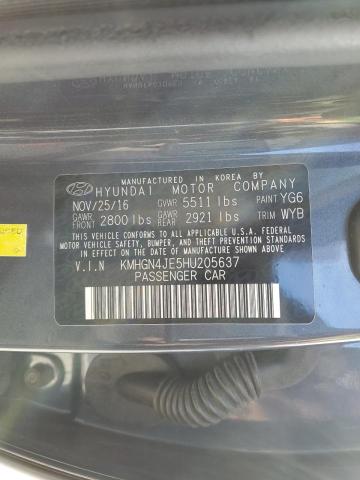 MANUFACTURED IN KOREA BY
HYUNDAI MOTOR COMPANY
NOV/25/16 GVWR 5511 lbs PAINT YG6
GAWR FRONT 2800 lbs GAWR REAR 2921 lbs TRIM WYB
THIS VEHICLE CONFORMS TO ALL APPLICABLE U.S.A. FEDERAL
MOTOR VEHICLE SAFETY, BUMPER, AND THEFT PREVENTION
STANDARDS IN EFFECT ON THE DATE OF MANUFACTURE
SHOWN ABOVE.
V.I.N KMHGN4JE5HU205637
PASSENGER CAR